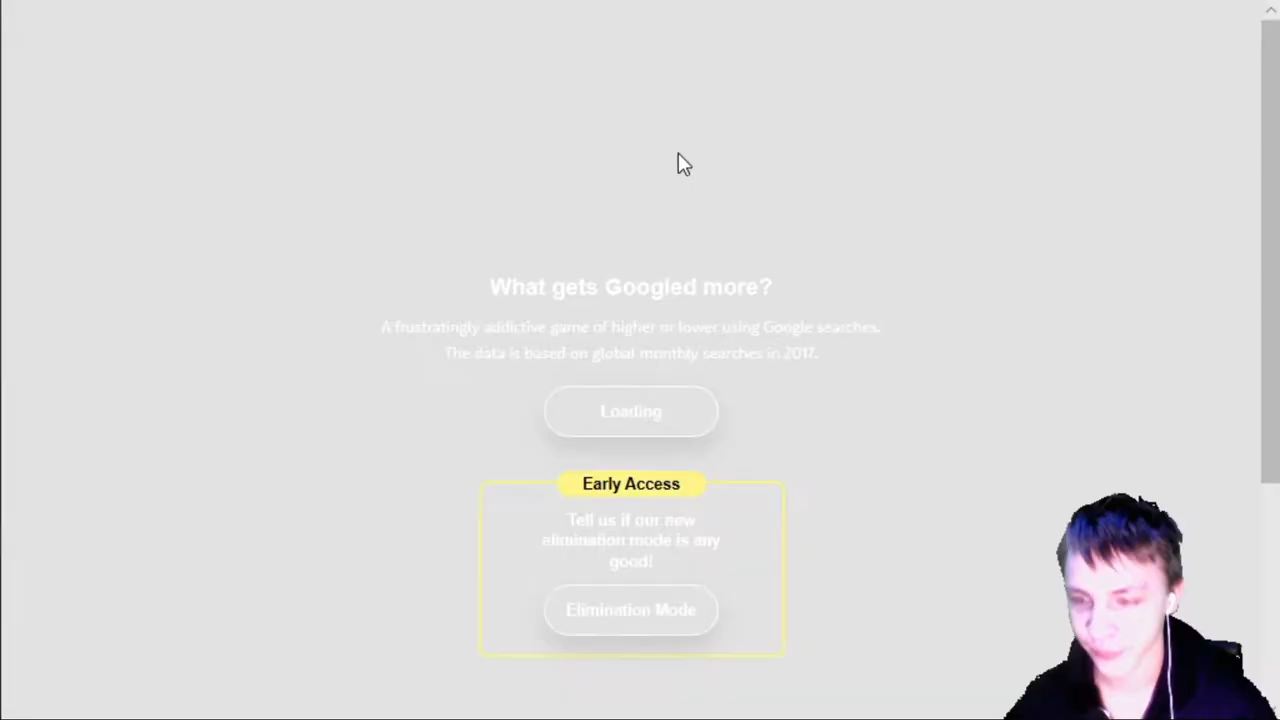 What gets Googled more?
A frustratingly addictive game of higher or lower using Google searches.
The data is based on global monthly searches in 2017.
Loading
Early Access
Tell us if our new
elimination mode is any
good!
Elimination Mode